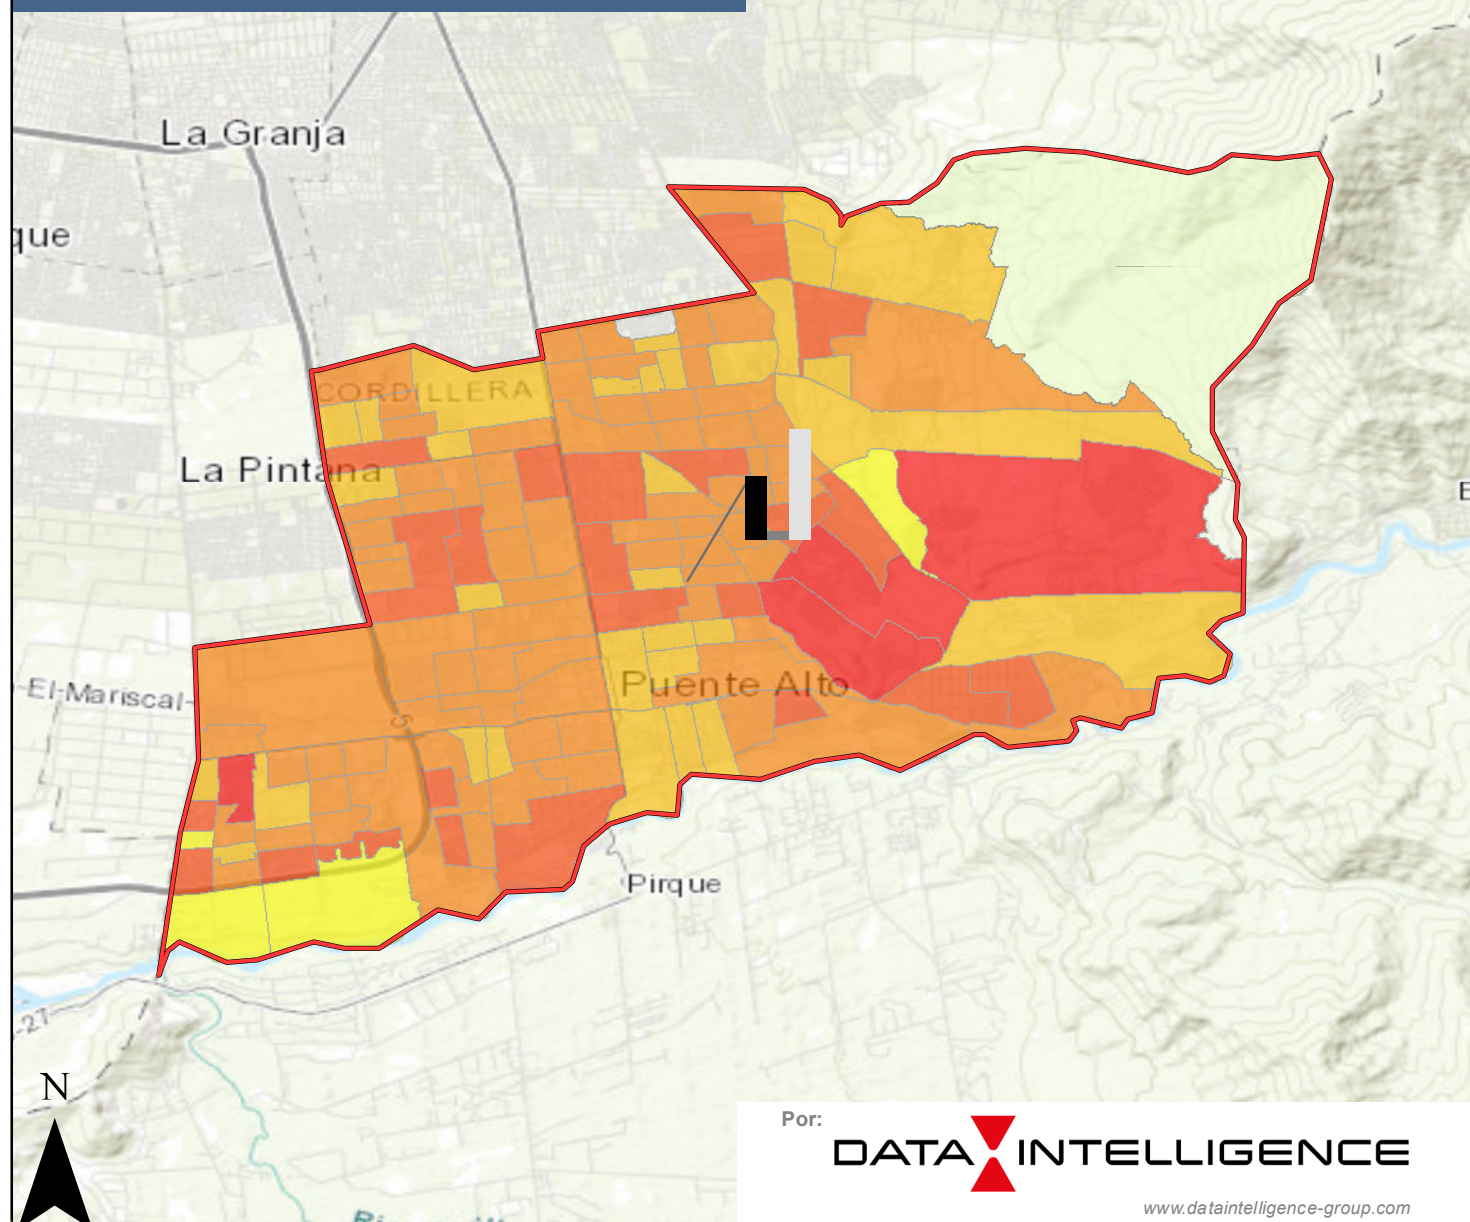 La Granja
que
CORDILLERA
La Pintana
Puente Alto
El-Mariscal
5
Pirque
-27
N
Por:
DATA INTELLIGENCE
www.dataintelligence-group.com